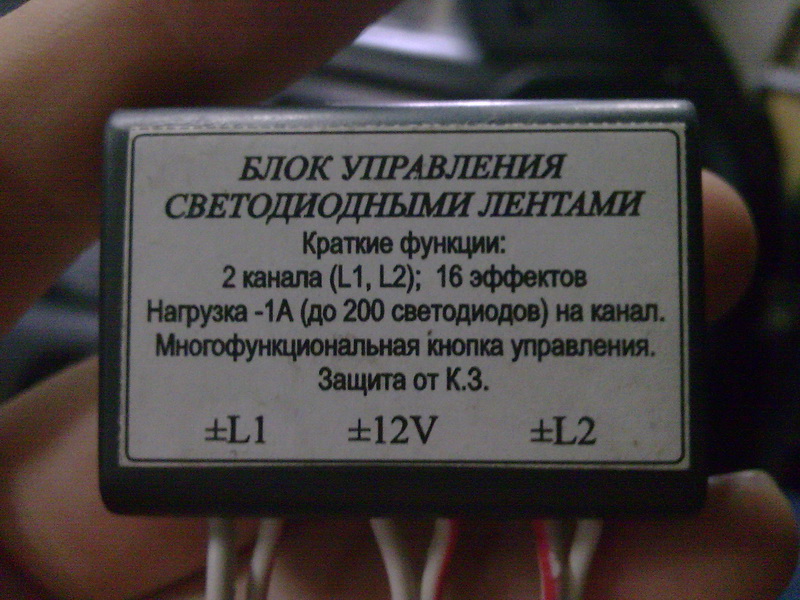 БЛОК УПРАВЛЕНИЯ
СВЕТОДИОДНЫМИ ЛЕНТАМИ
Краткие функции:
2 канала (L1, L2); 16 эффектов
Нагрузка -1А (до 200 светодиодов) на канал.
Многофункциональная кнопка управления.
Защита от К.З.
±L1 ±12V ±L2